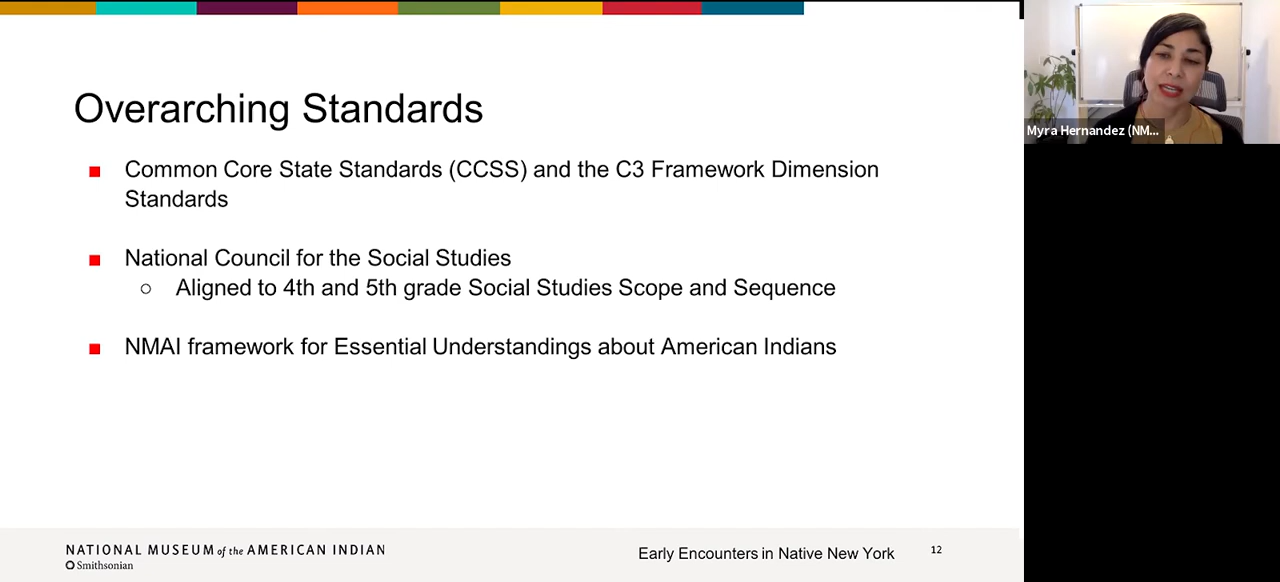 Overarching Standards
Common Core State Standards (CCSS) and the C3 Framework Dimension
Standards
National Council for the Social Studies
Aligned to 4th and 5th grade Social Studies Scope and Sequence
NMAI framework for Essential Understandings about American Indians
NATIONAL MUSEUM of the AMERICAN INDIAN
Smithsonian
Early Encounters in Native New York
12
Myra Hernandez (NM...